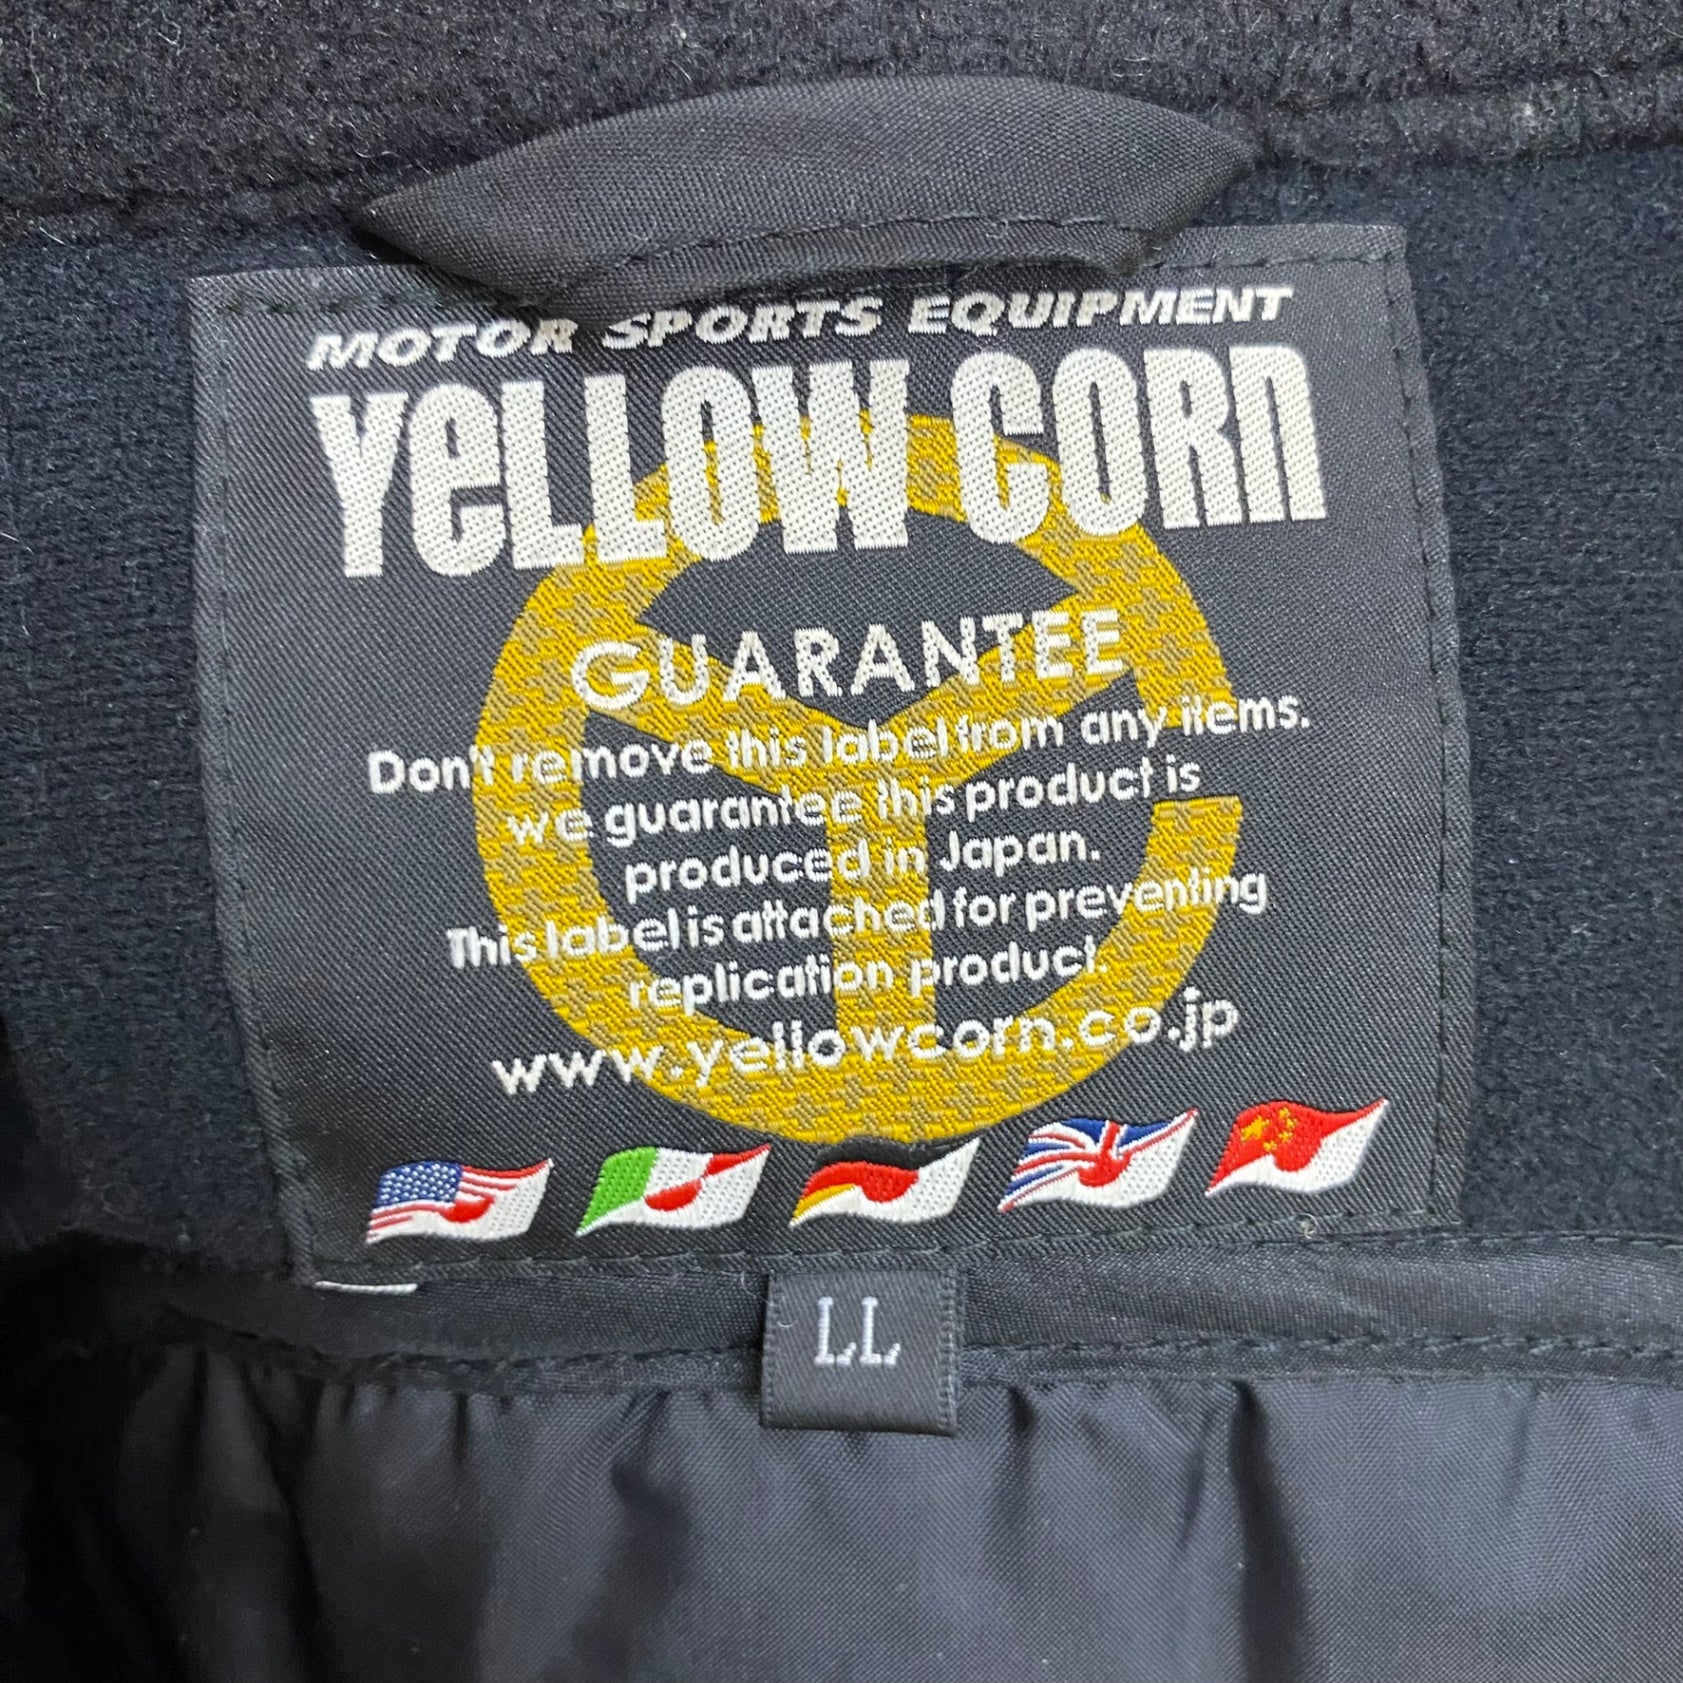 MOTOR SPORTS EQUIPMENT
YeLLOW CORn
GUARANTEE
Don't remove this label from any items.
we guarantee this product is
produced in Japan.
This label is attached for preventing
replication product.
www.yellowcorn.co.jp
LL